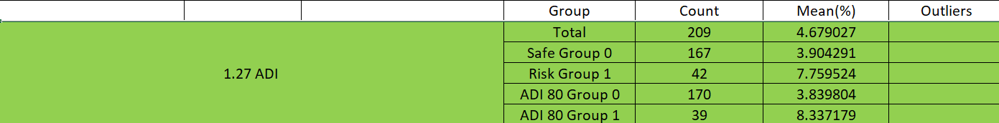 Group Count Mean(%) Outliers
Total 209 4.679027
Safe Group 0 167 3.904291
1.27 ADI Risk Group 1 42 7.759524
ADI 80 Group 0 170 3.839804
ADI 80 Group 1 39 8.337179